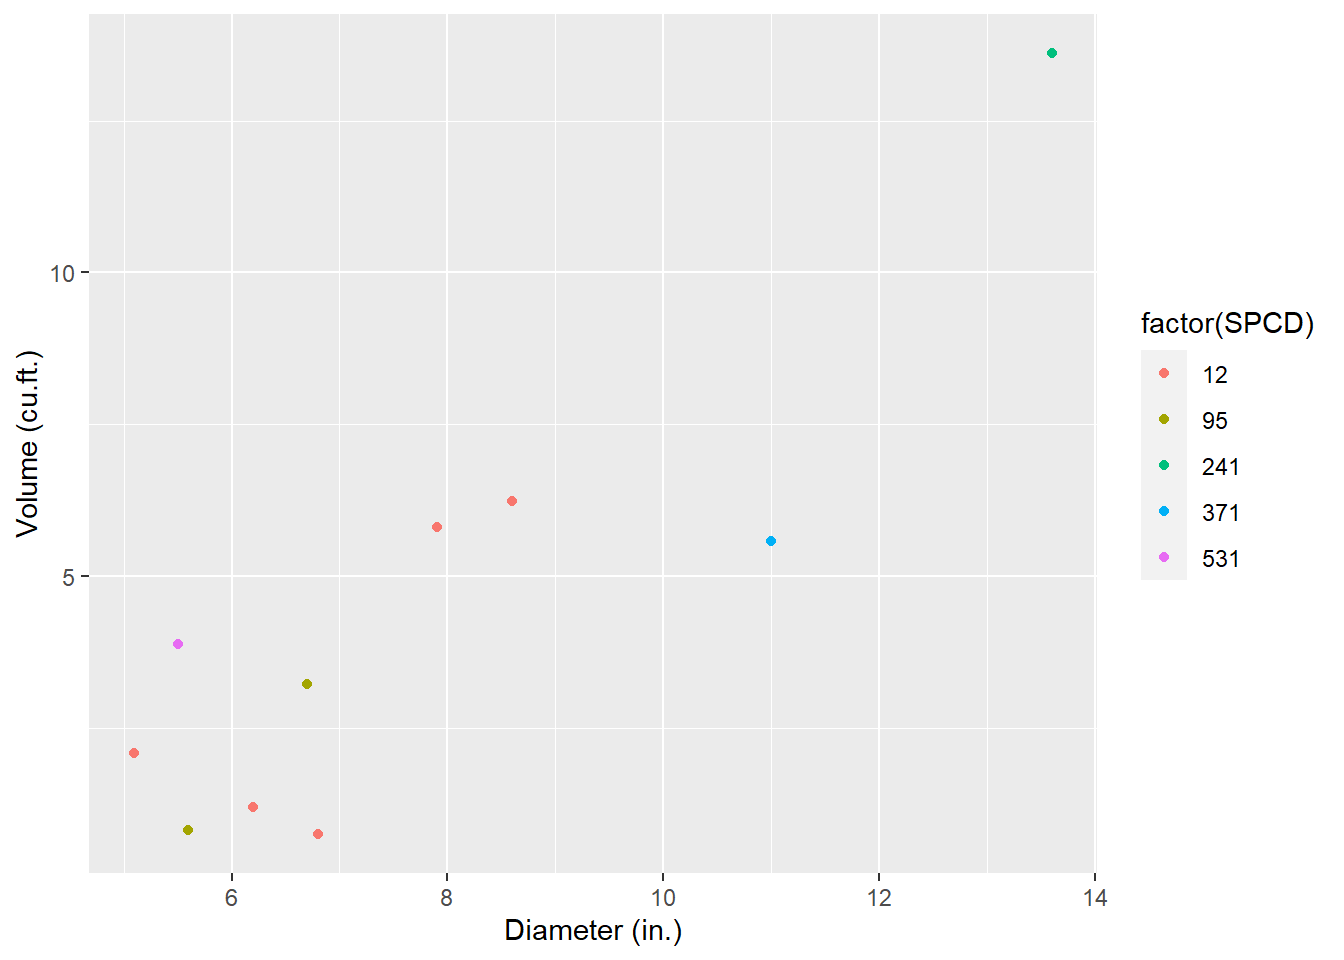 10
5
Volume (cu.ft.)
6 8 10 12 14
Diameter (in.)
factor(SPCD)
12
95
241
371
531